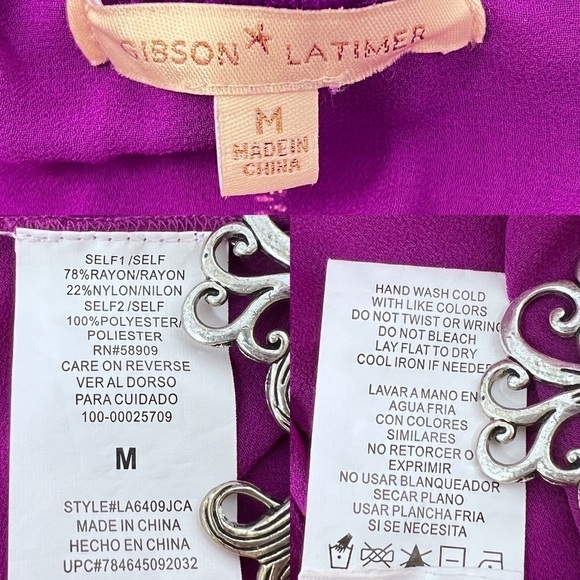 GIBSON * LATIMER
M
MADE IN
CHINA
SELF1/SELF
78%RAYON/RAYON
22%NYLON/NILON
SELF2/SELF
100%POLYESTER/
POLIESTER
RN#58909
CARE ON REVERSE
VER AL DORSO
PARA CUIDADO
100-00025709
M
STYLE#LA6409JCA
MADE IN CHINA
HECHO EN CHINA
UPC#784645092032
HAND WASH COLD
WITH LIKE COLORS
DO NOT TWIST OR WRING
DO NOT BLEACH
LAY FLAT TO DRY
COOL IRON IF NEEDED
LAVAR A MANO EN
AGUA FRIA
CON COLORES
SIMILARES
NO RETORCER O
EXPRIMIR
NO USAR BLANQUEADOR
SECAR PLANO
USAR PLANCHA FRIA
SI SE NECESITA